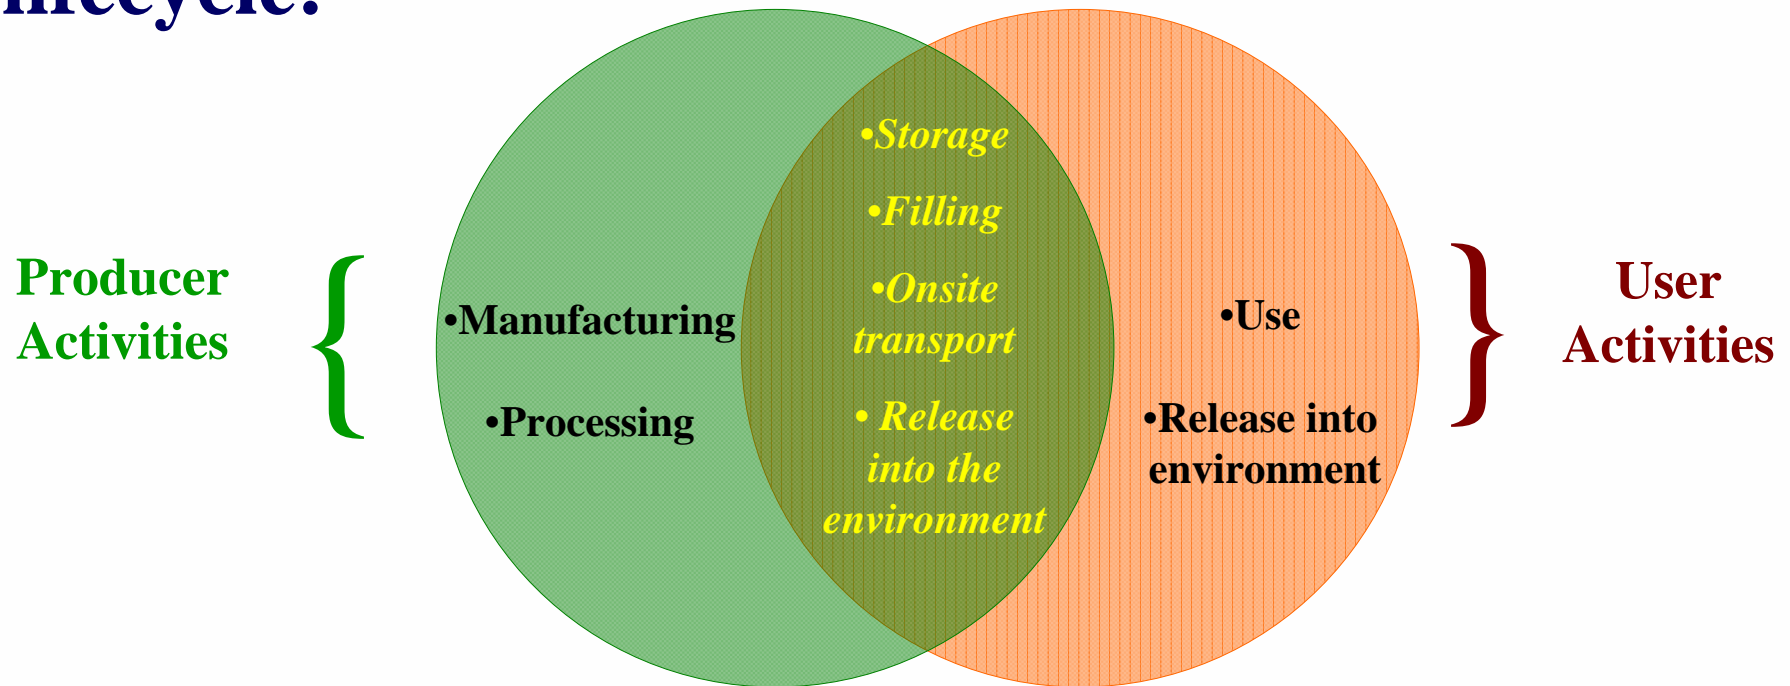 lifecycle:
Producer
Activities
{
•Manufacturing
•Processing
•Storage
•Filling
•Onsite
transport
• Release
into the
environment
•Use
•Release into
environment
}
User
Activities